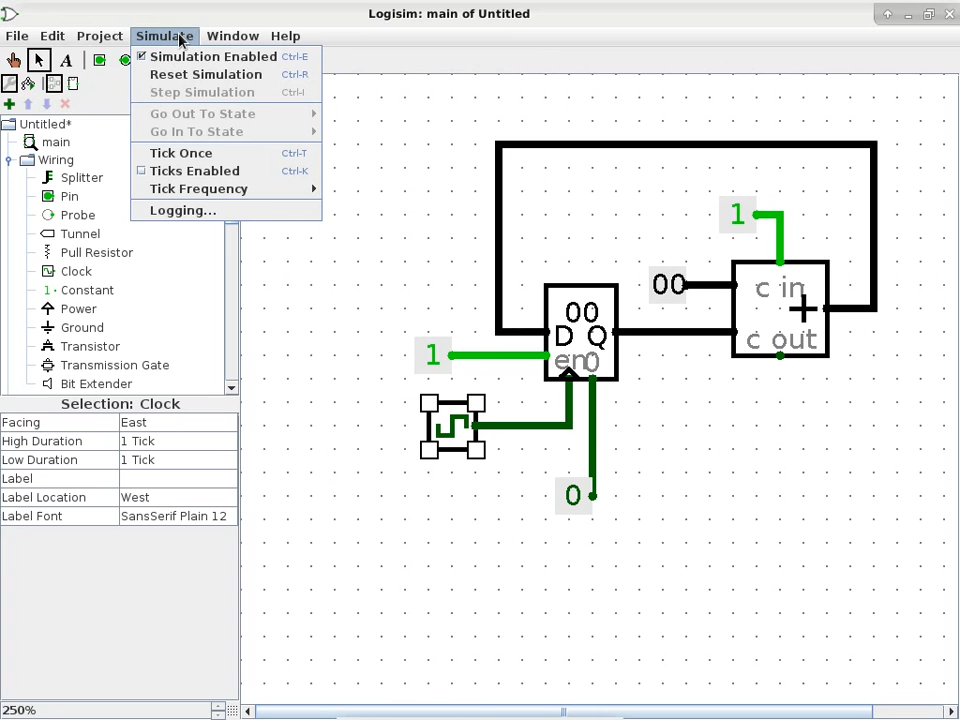 Logisim: main of Untitled
File Edit Project Simulate Window Help
A
Simulation Enabled Ctrl-E
Reset Simulation Ctrl-R
Step Simulation Ctrl-I
Go Out To State
Go In To State
Tick Once Ctrl-T
Ticks Enabled Ctrl-K
Tick Frequency
Logging...
Untitled*
main
Wiring
Splitter
Pin
Probe
Tunnel
Pull Resistor
Clock
1 Constant
Power
Ground
Transistor
Transmission Gate
Bit Extender
Selection: Clock
Facing East
High Duration 1 Tick
Low Duration 1 Tick
Label
Label Location West
Label Font SansSerif Plain 12
250%
1
00
c in
+
c out
00
D Q
en 0
1
0